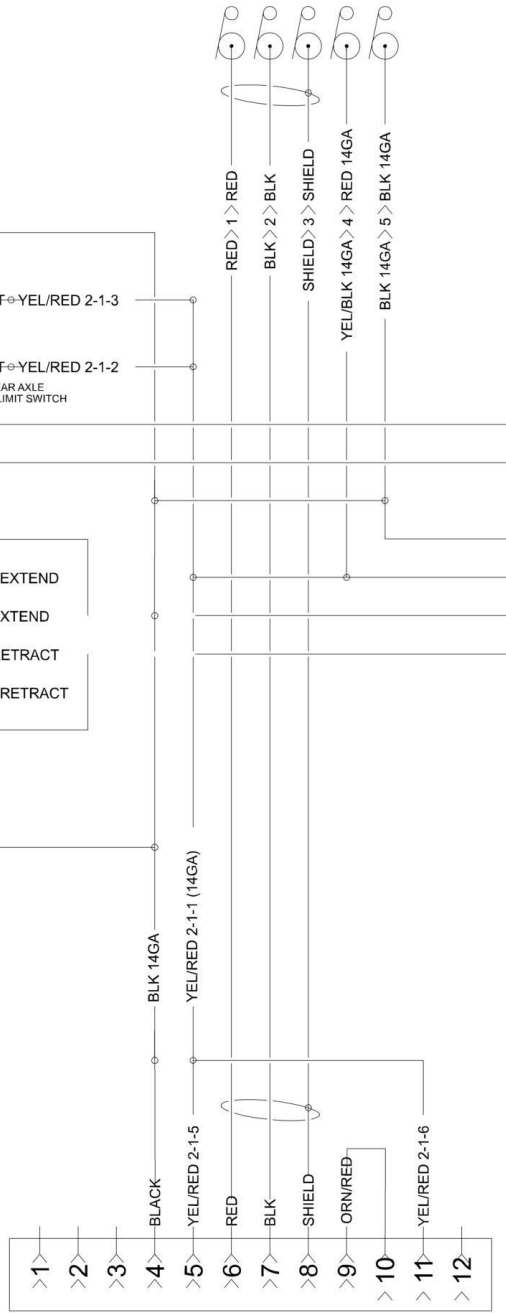 RED 1 RED
BLK 2 BLK
SHIELD 3 SHIELD
YEL/BLK 14GA 4 RED 14GA
BLK 14GA 5 BLK 14GA
YEL/RED 2-1-3
YEL/RED 2-1-2
AR AXLE
LIMIT SWITCH
EXTEND
XTEND
ETRACT
RETRACT
BLK 14GA
YEL/RED 2-1-1 (14GA)
BLACK
YEL/RED 2-1-5
RED
BLK
SHIELD
ORN/RED
YEL/RED 2-1-6
1
2
3
4
5
6
7
8
9
10
11
12